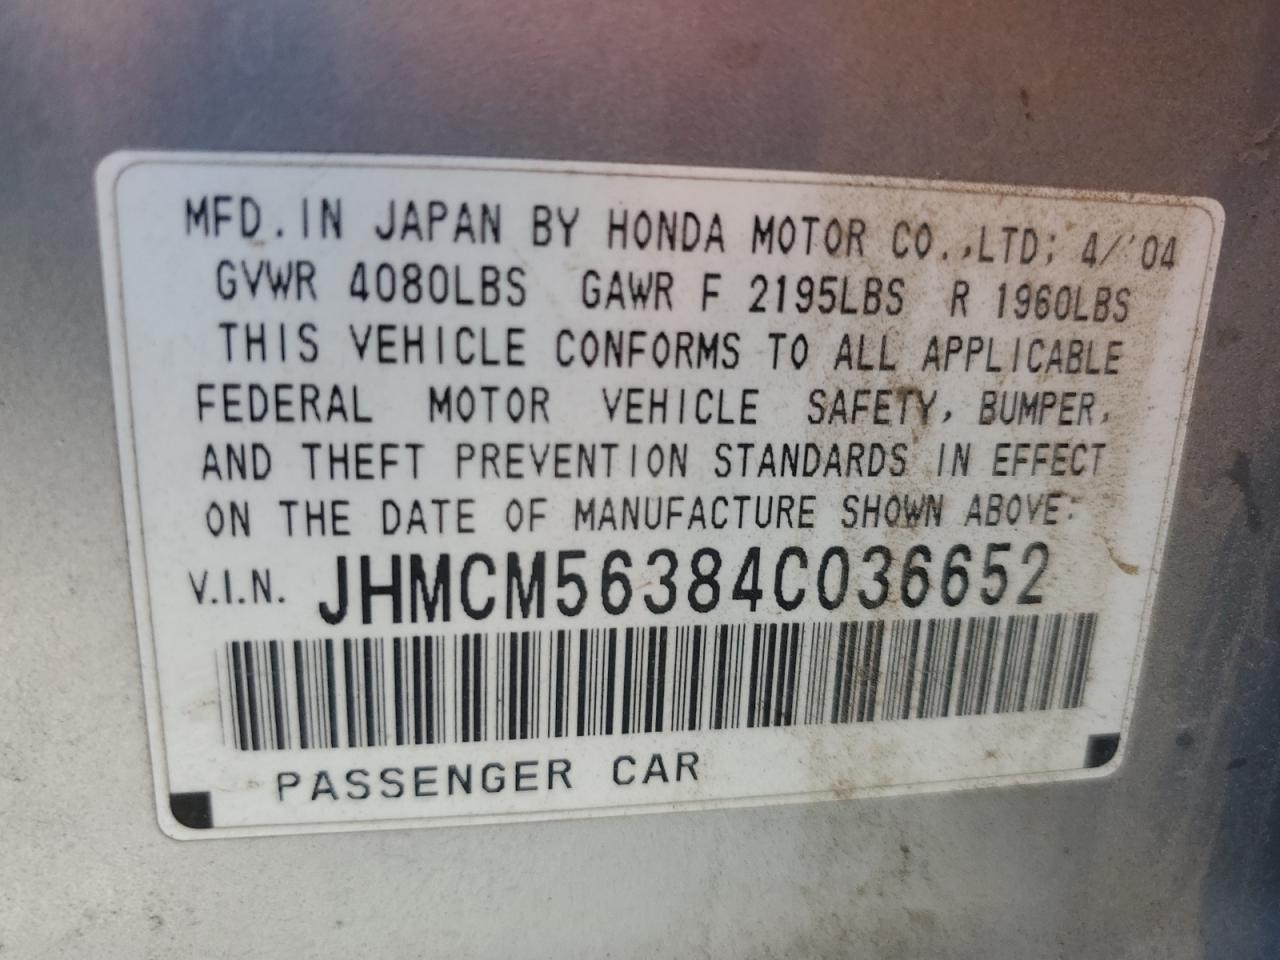 MFD. IN JAPAN BY HONDA MOTOR CO.,LTD; 4/'04
GVWR 4080LBS GAWR F 2195LBS R 1960LBS
THIS VEHICLE CONFORMS TO ALL APPLICABLE
FEDERAL MOTOR VEHICLE SAFETY, BUMPER,
AND THEFT PREVENTION STANDARDS IN EFFECT
ON THE DATE OF MANUFACTURE SHOWN ABOVE:
V.I.N. JHMCM56384C036652
PASSENGER CAR